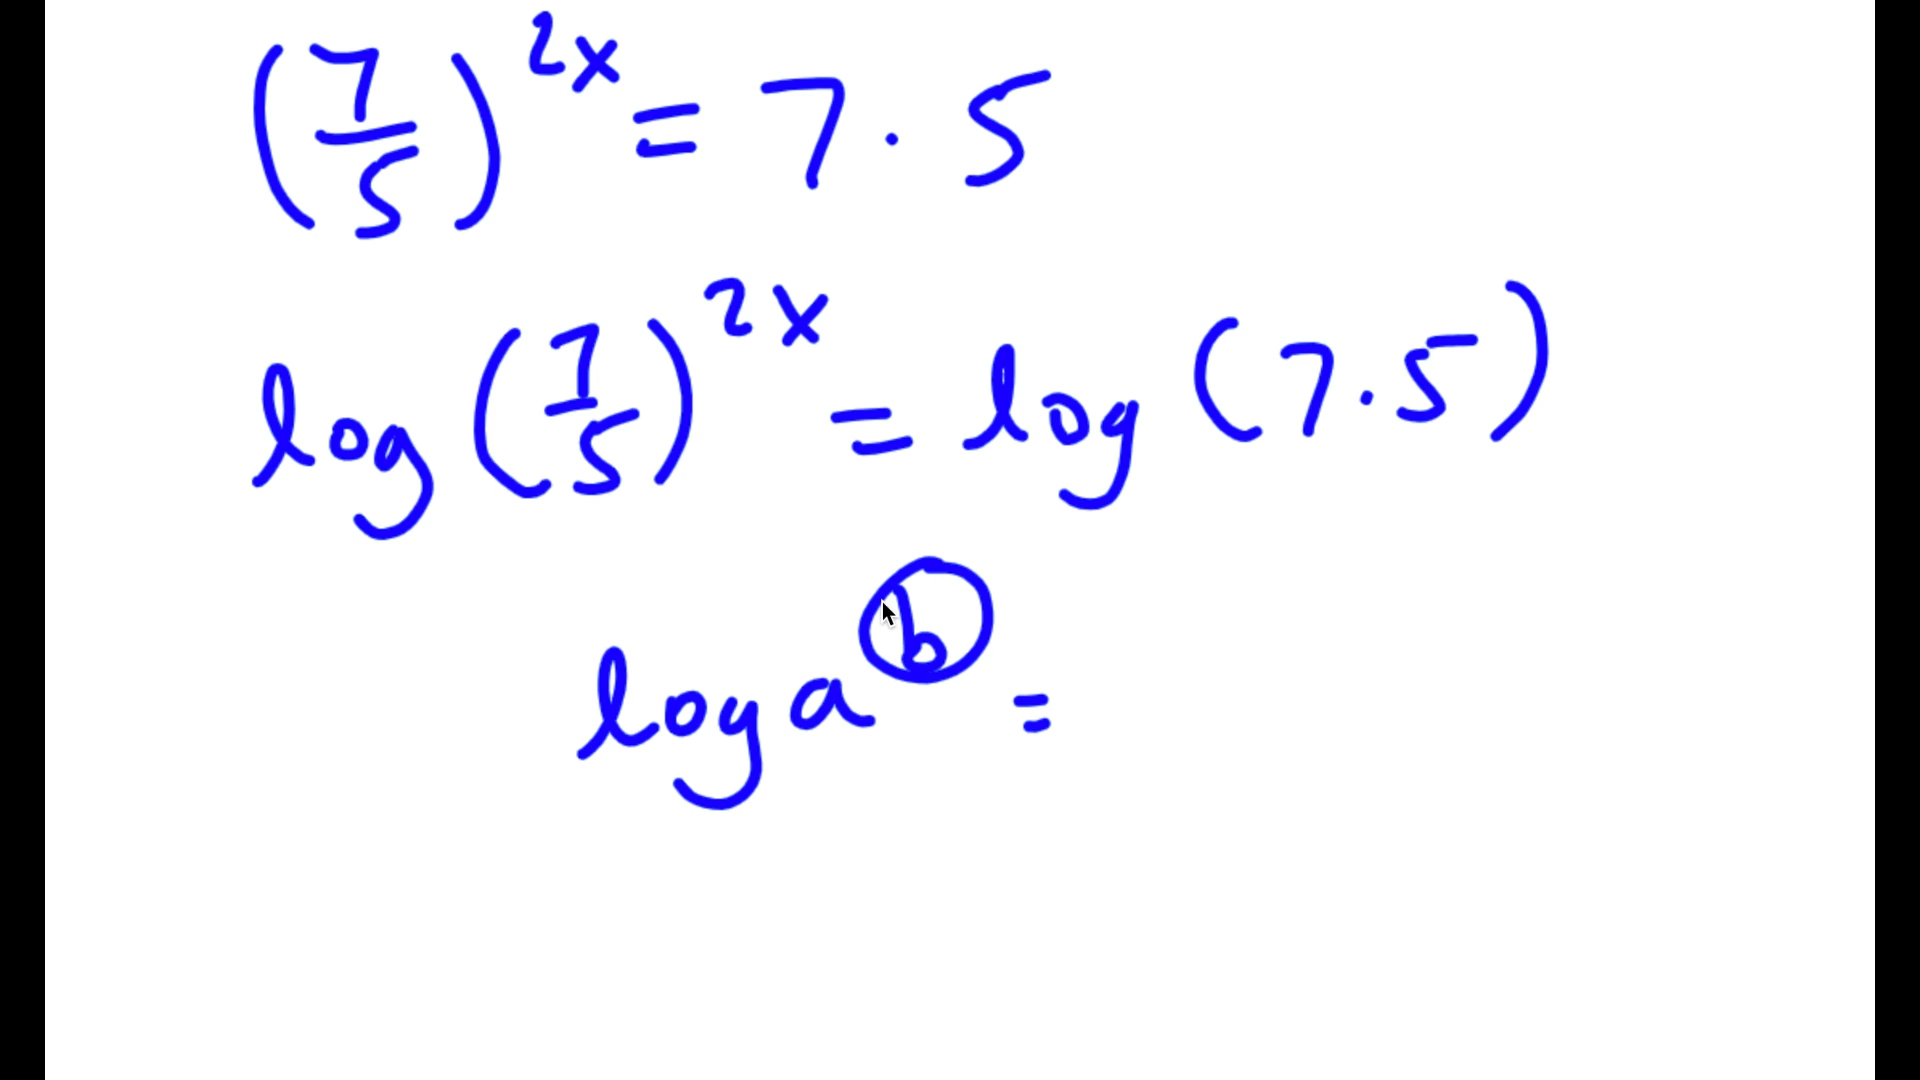 (7/5)^2x = 7 · 5
log (7/5)^2x = log (7 · 5)
log a^b =